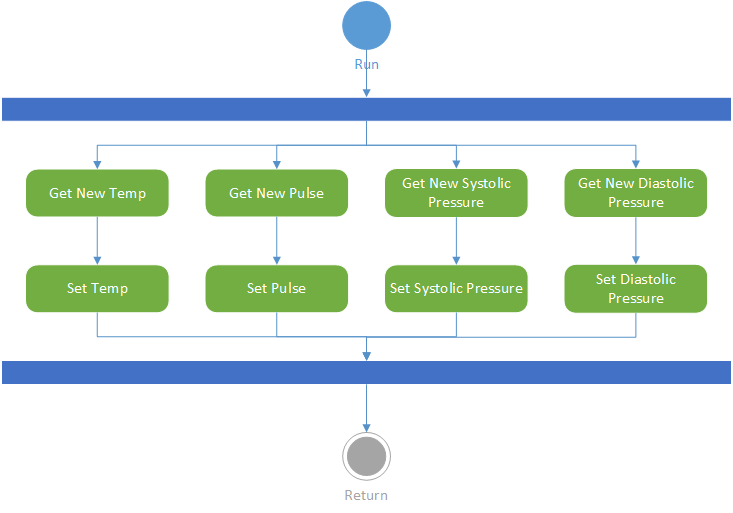 Run
Get New Temp
Get New Pulse
Get New Systolic
Pressure
Get New Diastolic
Pressure
Set Temp
Set Pulse
Set Systolic Pressure
Set Diastolic
Pressure
Return